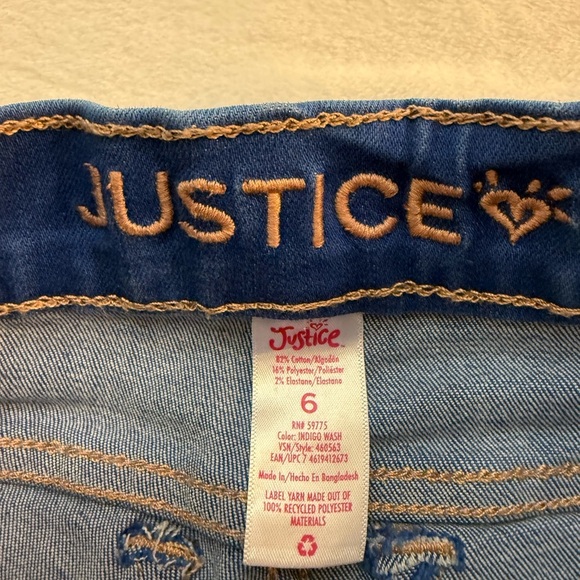 JUSTICE
Justice
82% Cotton/Algodón
16% Polyester/Poliéster
2% Elastane/Elastano
6
RN# 59775
Color: INDIGO WASH
VSN/Style: 460563
EAN/UPC 7 4619412673
Made In/Hecho En Bangladesh
LABEL YARN MADE OUT OF
100% RECYCLED POLYESTER
MATERIALS